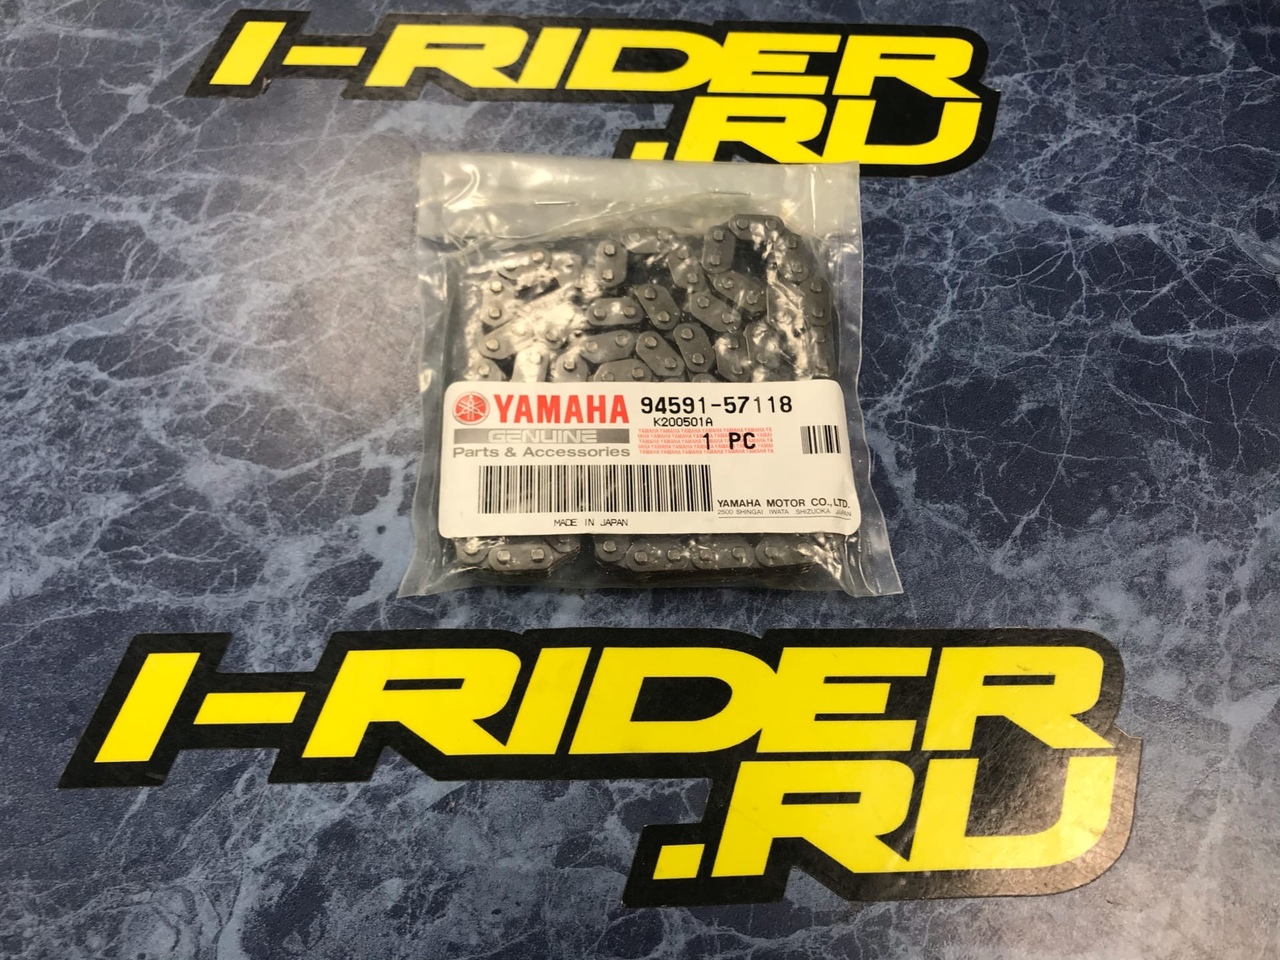 I-RIDER
.RU
YAMAHA
GENUINE
Parts & Accessories
94591-57118
K200501A
1 PC
MADE IN JAPAN
YAMAHA MOTOR CO., LTD.
2500 SHINGAI IWATA SHIZUOKA JAPAN
I-RIDER
.RU